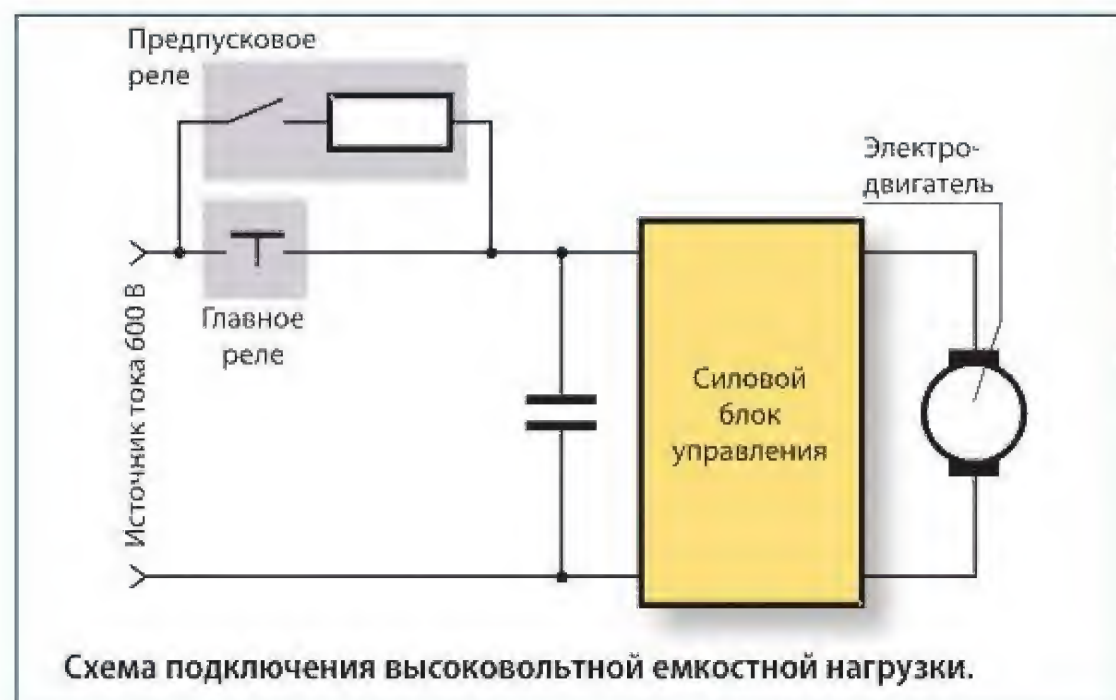 Предпусковое
реле
Электро-
двигатель
Источник тока 600 В
Главное
реле
Силовой
блок
управления
Схема подключения высоковольтной емкостной нагрузки.